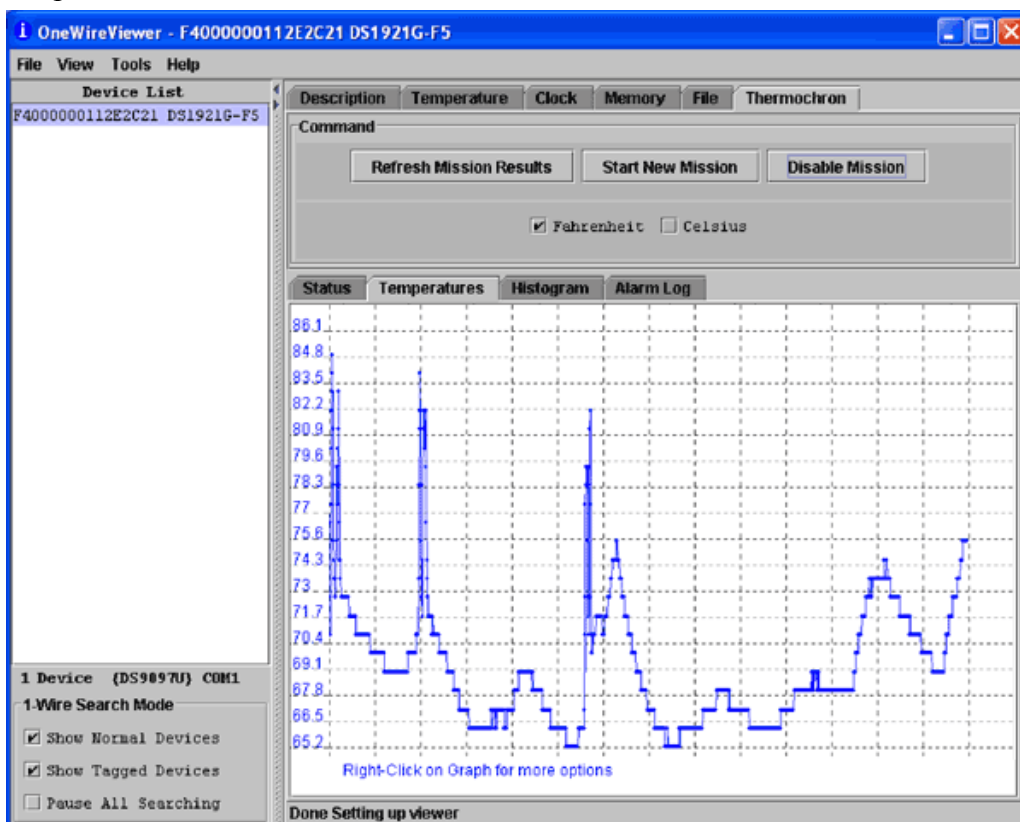 OneWireViewer - F4000000112E2C21 DS1921G-F5
File View Tools Help
Device List
F4000000112E2C21 DS1921G-F5
1 Device {DS9097U} COM1
1-Wire Search Mode
Show Normal Devices
Show Tagged Devices
Pause All Searching
Description Temperature Clock Memory File Thermochron
Command
Refresh Mission Results Start New Mission Disable Mission
Fahrenheit Celsius
Status Temperatures Histogram Alarm Log
86.1
84.8
83.5
82.2
80.9
79.6
78.3
77
75.6
74.3
73
71.7
70.4
69.1
67.8
66.5
65.2
Right-Click on Graph for more options
Done Setting up viewer